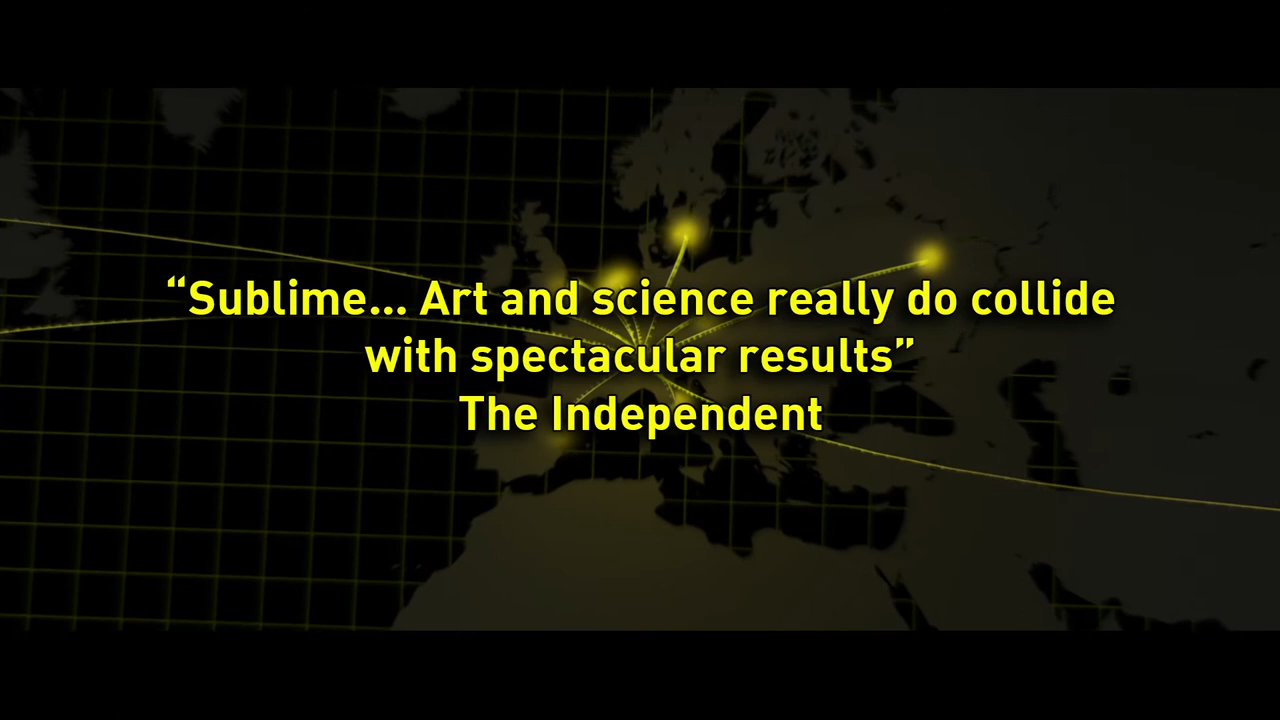 “Sublime... Art and science really do collide
with spectacular results”
The Independent